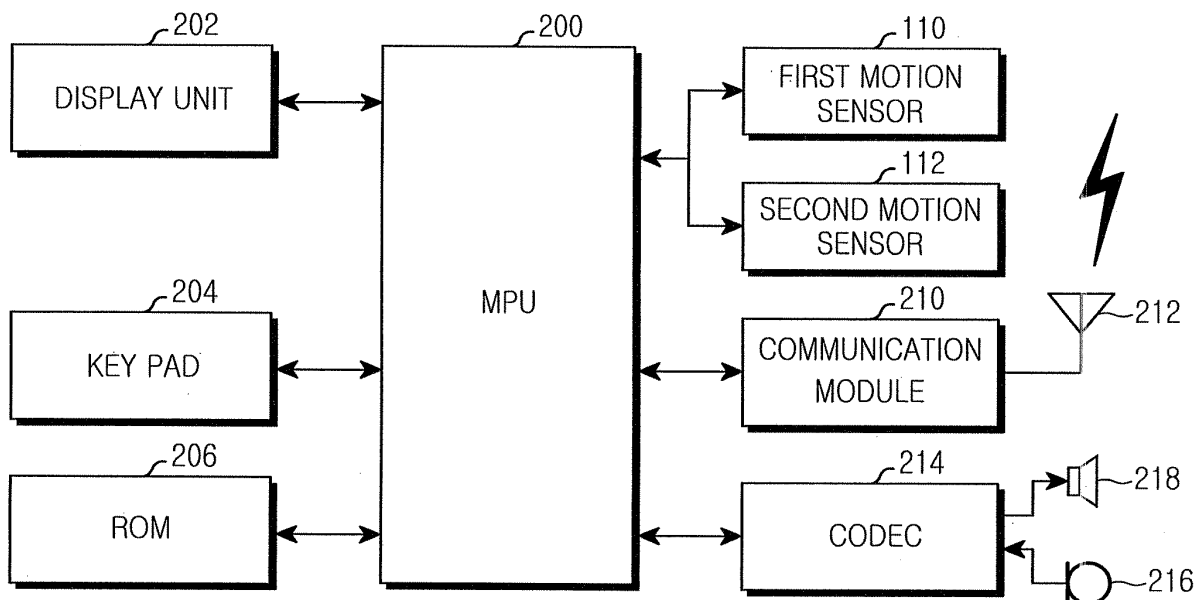 202
DISPLAY UNIT
200
MPU
110
FIRST MOTION
SENSOR
112
SECOND MOTION
SENSOR
204
KEY PAD
210
COMMUNICATION
MODULE
212
206
ROM
214
CODEC
218
216